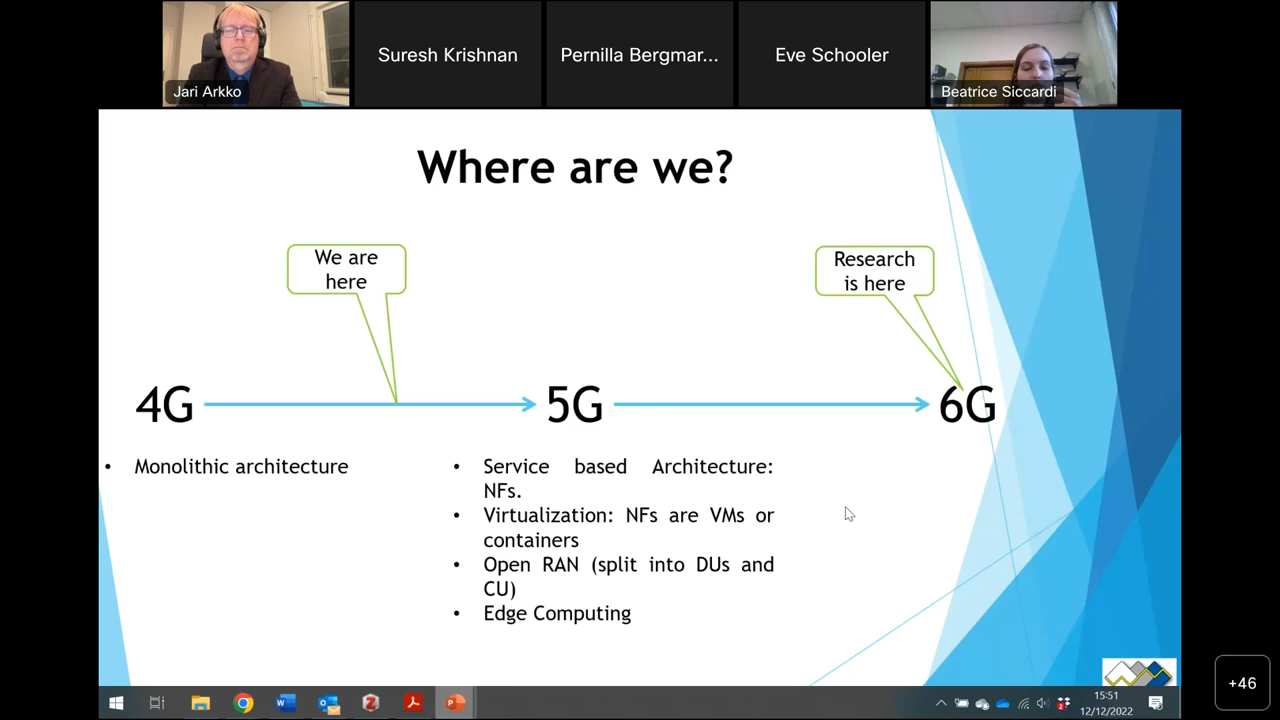 Jari Arkko
Suresh Krishnan
Pernilla Bergmar...
Eve Schooler
Beatrice Siccardi
Where are we?
We are
here
Research
is here
4G
5G
6G
• Monolithic architecture
• Service based Architecture:
NFs.
• Virtualization: NFs are VMs or
containers
• Open RAN (split into DUs and
CU)
• Edge Computing
+46
15:51
12/12/2022